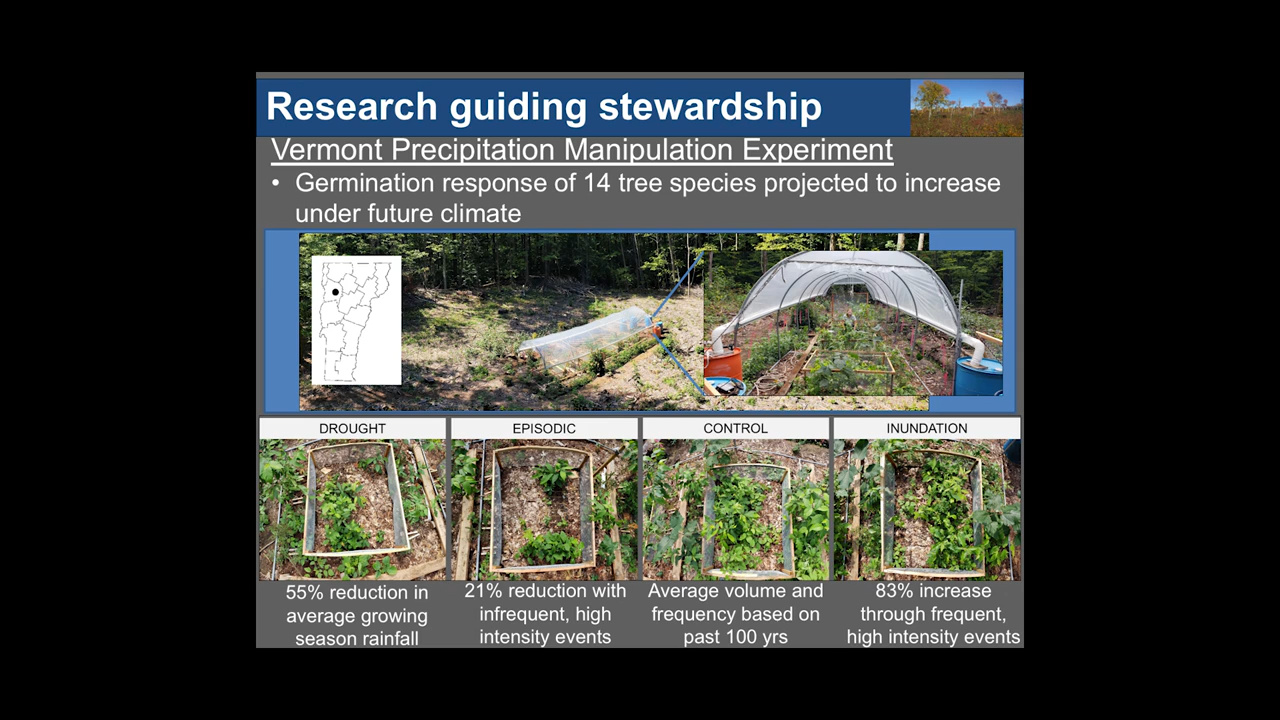 Research guiding stewardship
Vermont Precipitation Manipulation Experiment
• Germination response of 14 tree species projected to increase
under future climate
DROUGHT
EPISODIC
CONTROL
INUNDATION
55% reduction in
average growing
season rainfall
21% reduction with
infrequent, high
intensity events
Average volume and
frequency based on
past 100 yrs
83% increase
through frequent,
high intensity events